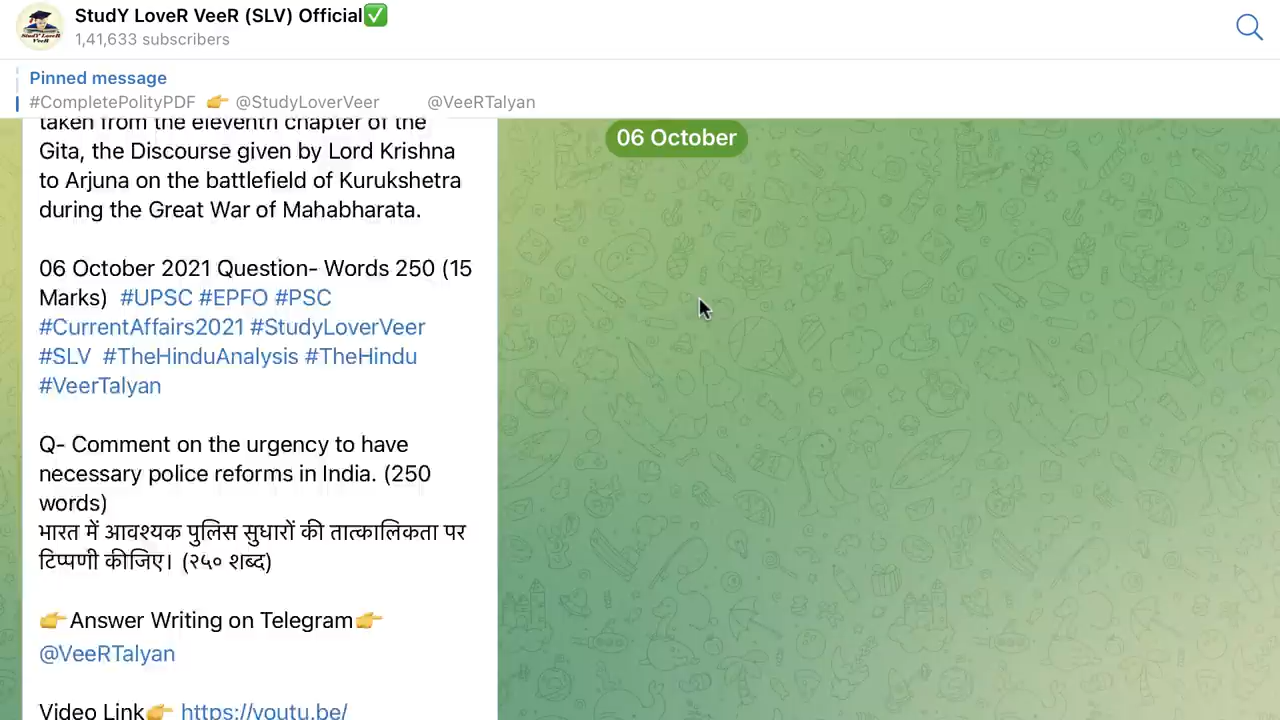 StudY LoveR VeeR (SLV) Official✅
1,41,633 subscribers
Pinned message
#CompletePolityPDF 👉 @StudyLoverVeer @VeeRTalyan
06 October
taken from the eleventh chapter of the
Gita, the Discourse given by Lord Krishna
to Arjuna on the battlefield of Kurukshetra
during the Great War of Mahabharata.
06 October 2021 Question- Words 250 (15
Marks) #UPSC #EPFO #PSC
#CurrentAffairs2021 #StudyLoverVeer
#SLV #TheHinduAnalysis #TheHindu
#VeerTalyan
Q- Comment on the urgency to have
necessary police reforms in India. (250
words)
भारत में आवश्यक पुलिस सुधारों की तात्कालिकता पर
टिप्पणी कीजिए। (२५० शब्द)
👉Answer Writing on Telegram👉
@VeeRTalyan
Video Link👉 https://youtu.be/